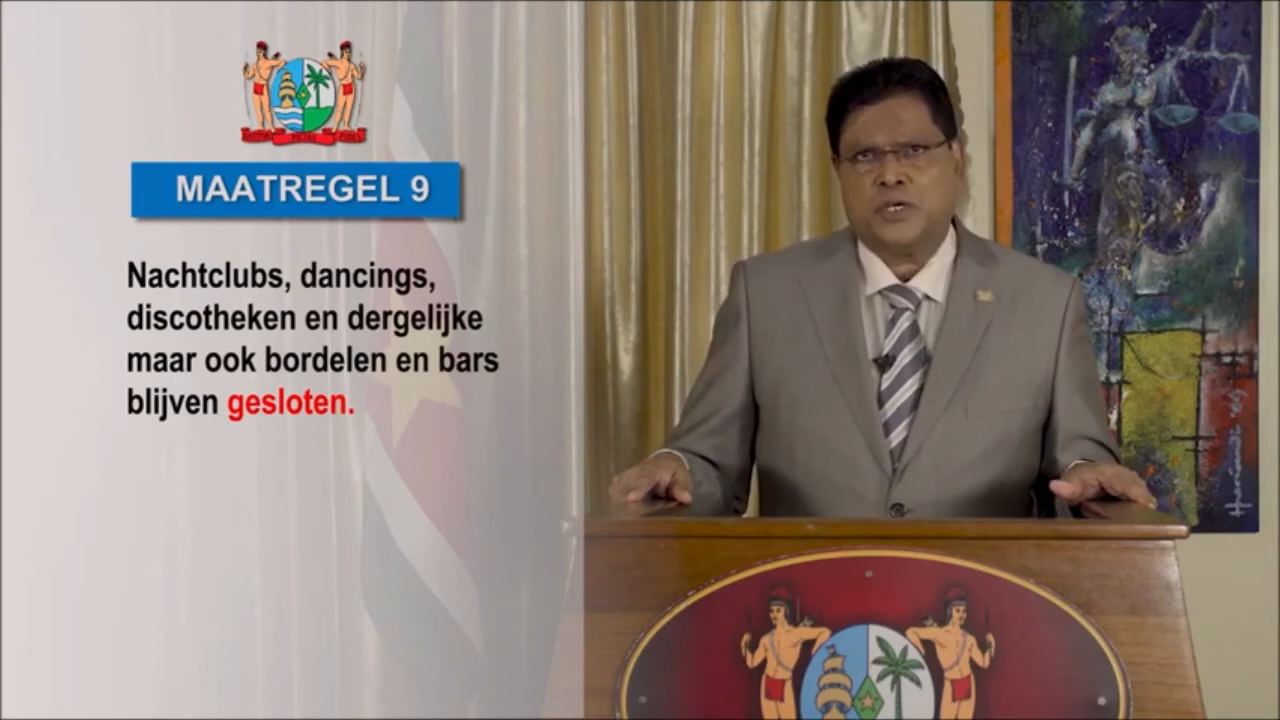 MAATREGEL 9
Nachtclubs, dancings,
discotheken en dergelijke
maar ook bordelen en bars
blijven gesloten.